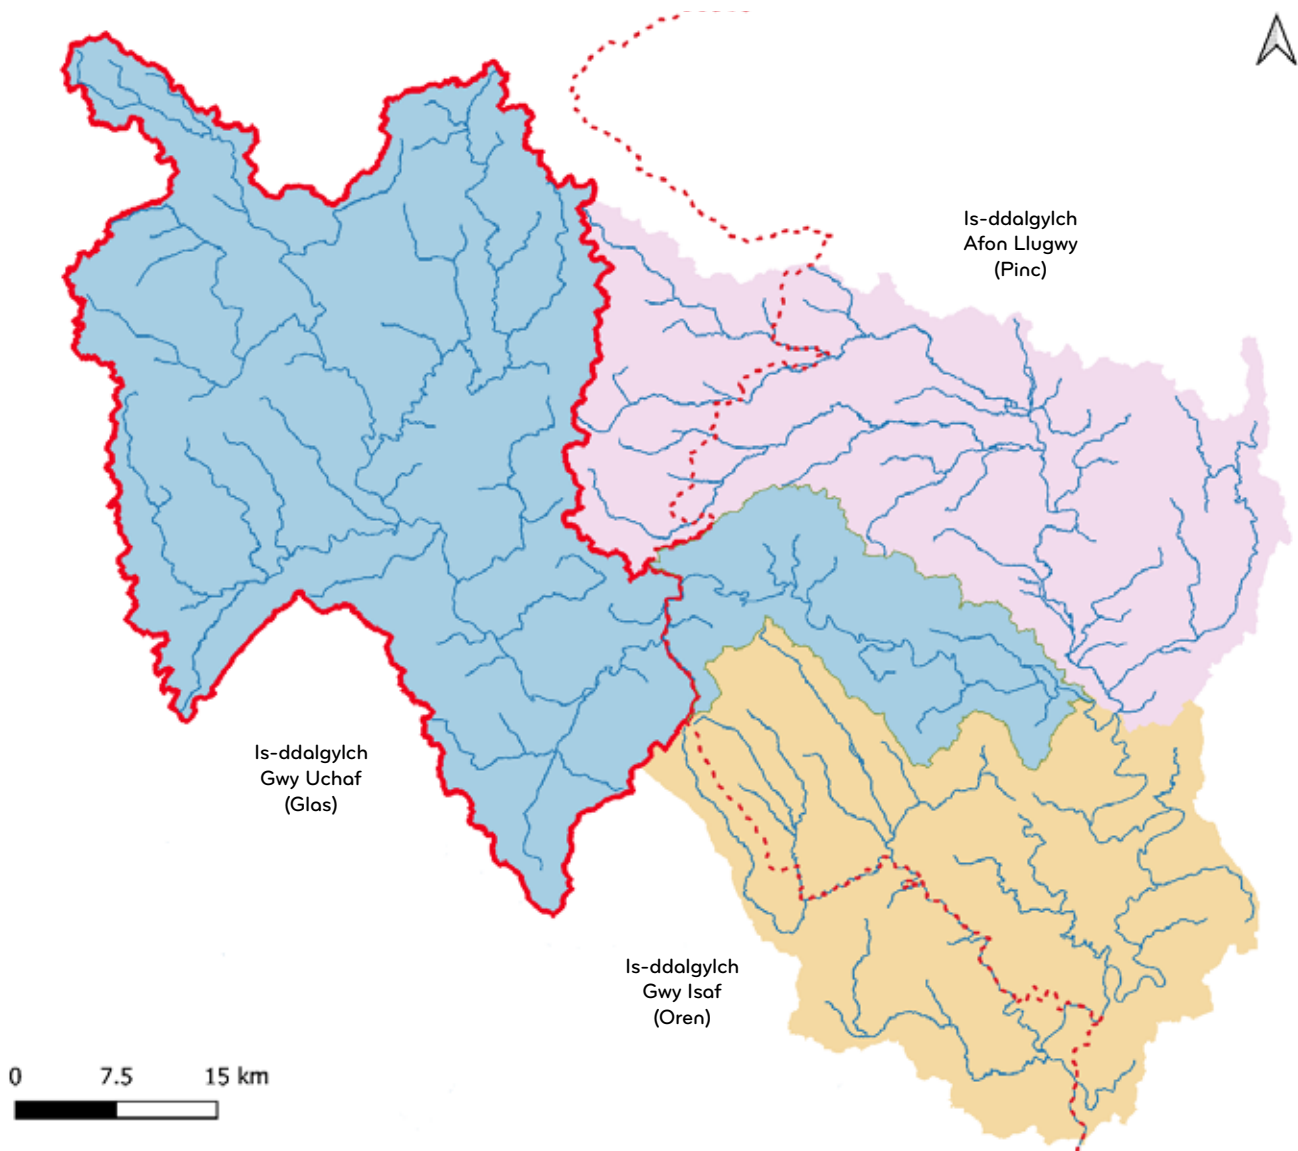 Is-ddalgylch
Afon Llugwy
(Pinc)
Is-ddalgylch
Gwy Uchaf
(Glas)
Is-ddalgylch
Gwy Isaf
(Oren)
0 7.5 15 km